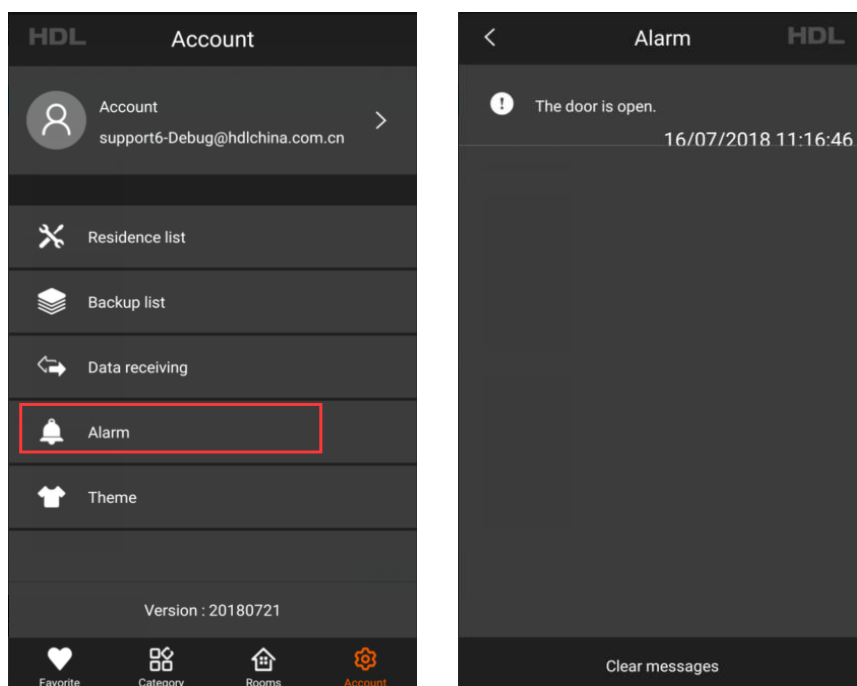 HDL
Account
Account
support6-Debug@hdlchina.com.cn
Residence list
Backup list
Data receiving
Alarm
Theme
Version : 20180721
Favorite
Category
Rooms
Account
Alarm
HDL
The door is open.
16/07/2018 11:16:46
Clear messages